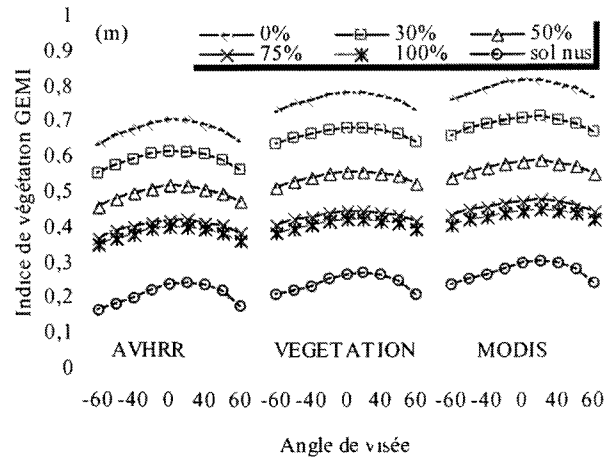 1
(m) 0% 30% 50%
75% 100% sol nus
0,9
0,8
0,7
0,6
0,5
0,4
0,3
0,2
0,1
0
Indice de végétation GEMI
AVHRR VEGETATION MODIS
-60 -40 0 40 60 -60 -40 0 40 60 -60 -40 0 40 60
Angle de visée